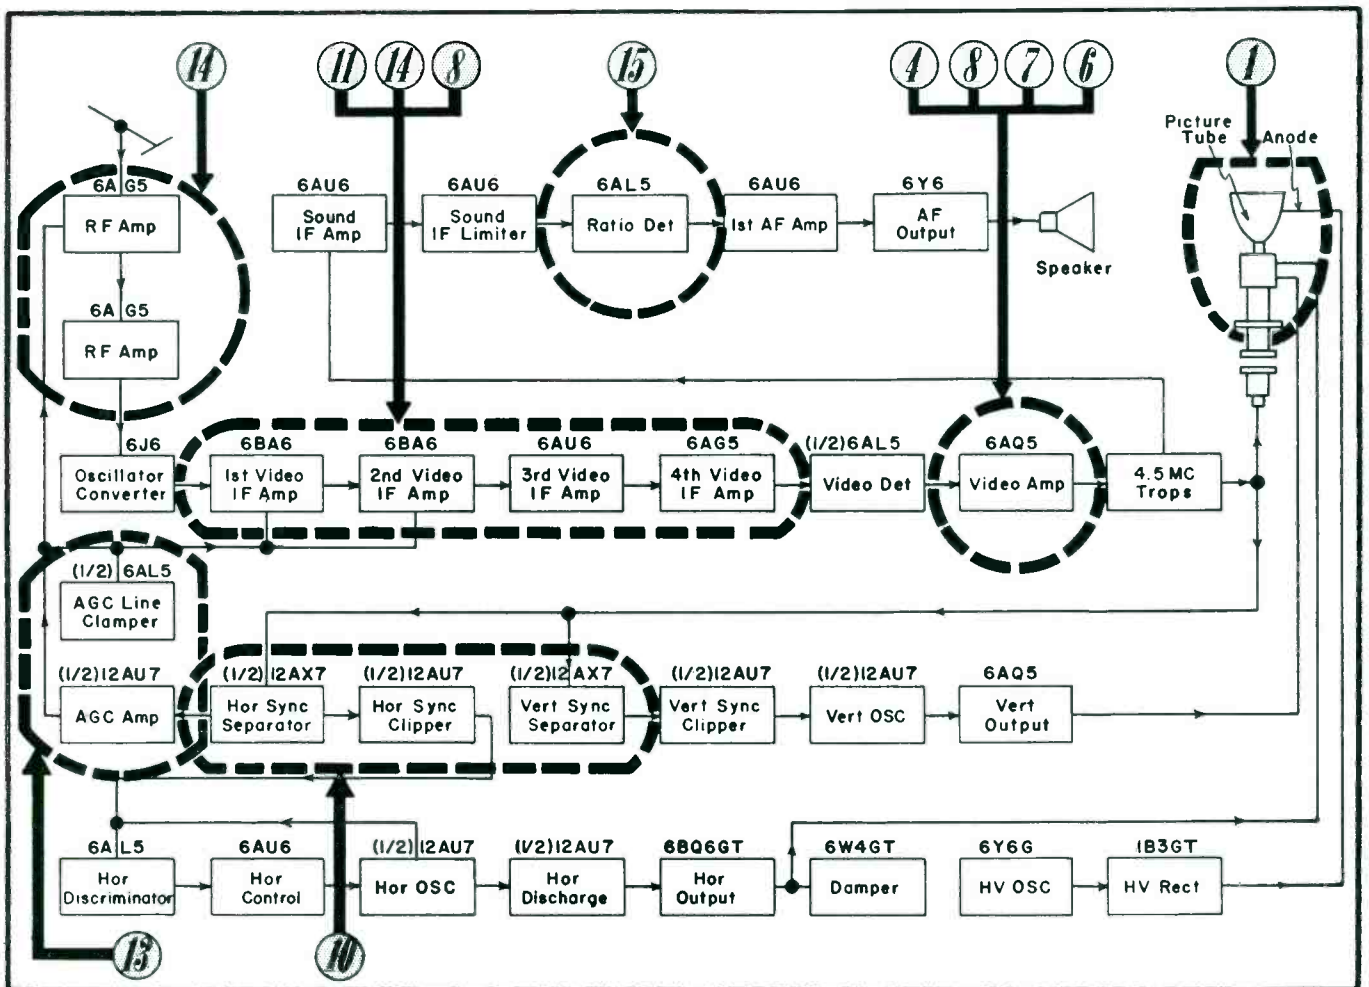 14
11 14 8
15
4 8 7 6
1
Picture
Tube
Anode
6AG5
RF Amp
6AU6
Sound
IF Amp
6AU6
Sound
IF Limiter
6AL5
Ratio Det
6AU6
1st AF Amp
6Y6
AF
Output
Speaker
6AG5
RF Amp
6J6
Oscillator
Converter
6BA6
1st Video
IF Amp
6BA6
2nd Video
IF Amp
6AU6
3rd Video
IF Amp
6AG5
4th Video
IF Amp
(1/2) 6AL5
Video Det
6AQ5
Video Amp
4.5 MC
Traps
(1/2) 6AL5
AGC Line
Clamper
(1/2) 12AU7
AGC Amp
(1/2) 12AX7
Hor Sync
Separator
(1/2) 12AU7
Hor Sync
Clipper
(1/2) 12AX7
Vert Sync
Separator
(1/2) 12AU7
Vert Sync
Clipper
(1/2) 12AU7
Vert OSC
6AQ5
Vert
Output
6AL5
Hor
Discriminator
6AU6
Hor
Control
(1/2) 12AU7
Hor OSC
(1/2) 12AU7
Hor
Discharge
6BQ6GT
Hor
Output
6W4GT
Damper
6Y6G
HV OSC
1B3GT
HV Rect
13
10